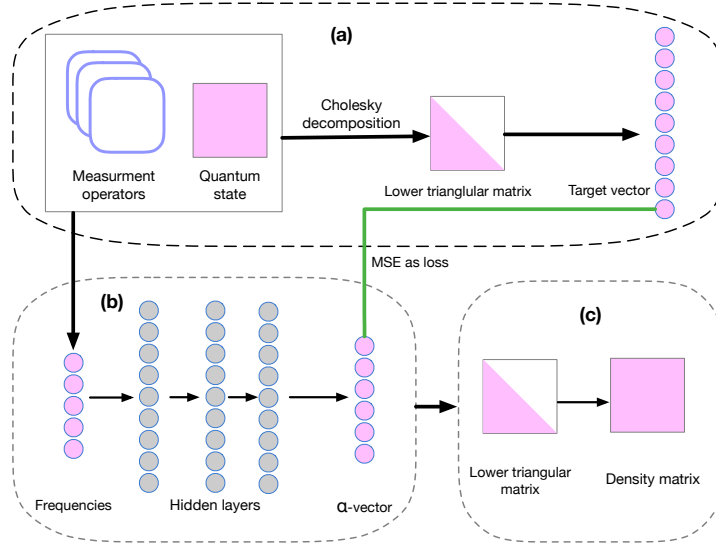 (a)
Cholesky
decomposition
Measurment
operators
Quantum
state
Lower trianglular matrix
Target vector
MSE as loss
(b)
(c)
Frequencies
Hidden layers
α-vector
Lower triangular
matrix
Density matrix